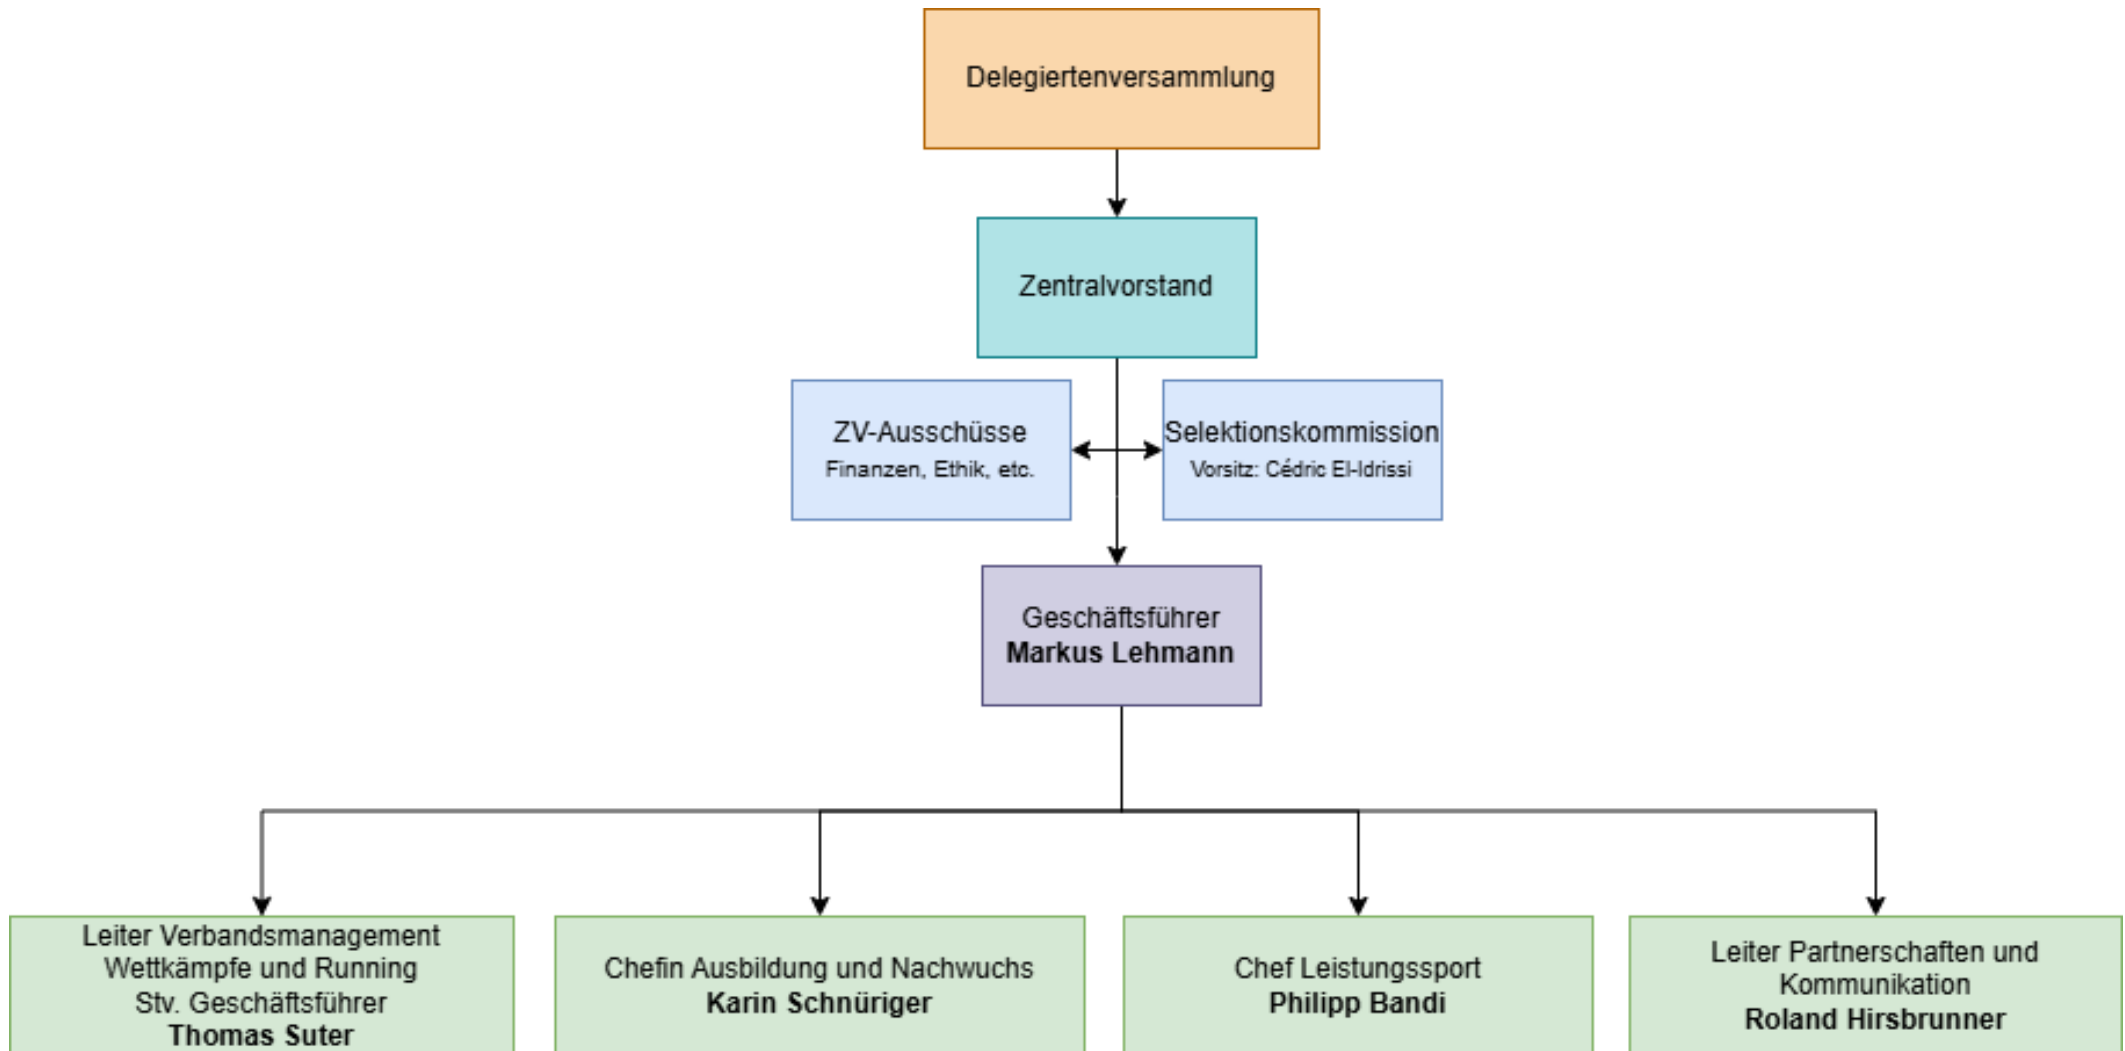 Delegiertenversammlung
Zentralvorstand
ZV-Ausschüsse
Finanzen, Ethik, etc.
Selektionskommission
Vorsitz: Cédric El-Idrissi
Geschäftsführer
Markus Lehmann
Leiter Verbandsmanagement
Wettkämpfe und Running
Stv. Geschäftsführer
Thomas Suter
Chefin Ausbildung und Nachwuchs
Karin Schnüriger
Chef Leistungssport
Philipp Bandi
Leiter Partnerschaften und
Kommunikation
Roland Hirsbrunner